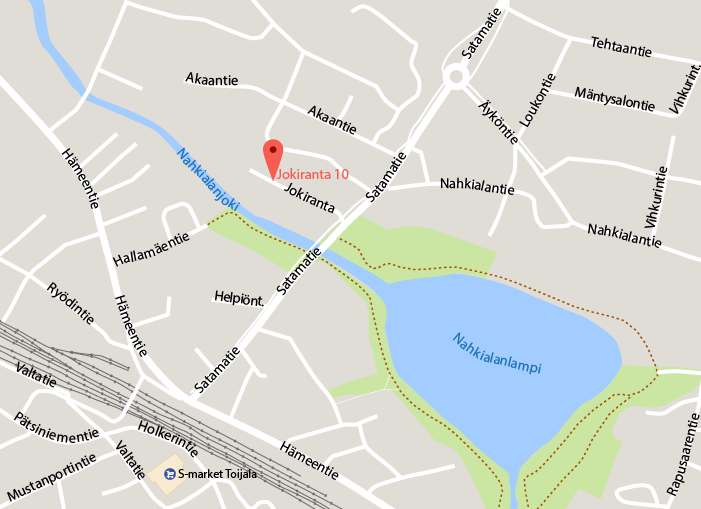 Satamatie
Tehtaantie
Akaantie
Loukontie
Mäntysalontie
Vihkurint.
Akaantie
Äyköntie
Hämeentie
Nahkialanjoki
Jokiranta 10
Satamatie
Jokiranta
Nahkialantie
Vihkurintie
Nahkialantie
Hallamäentie
Satamatie
Ryödintie
Helpiönt.
Hämeentie
Nahkialanlampi
Satamatie
Valtatie
Pätsiniementie
Holkerintie
Valtatie
Hämeentie
Rapusaarentie
Mustanportintie
S-market Toijala